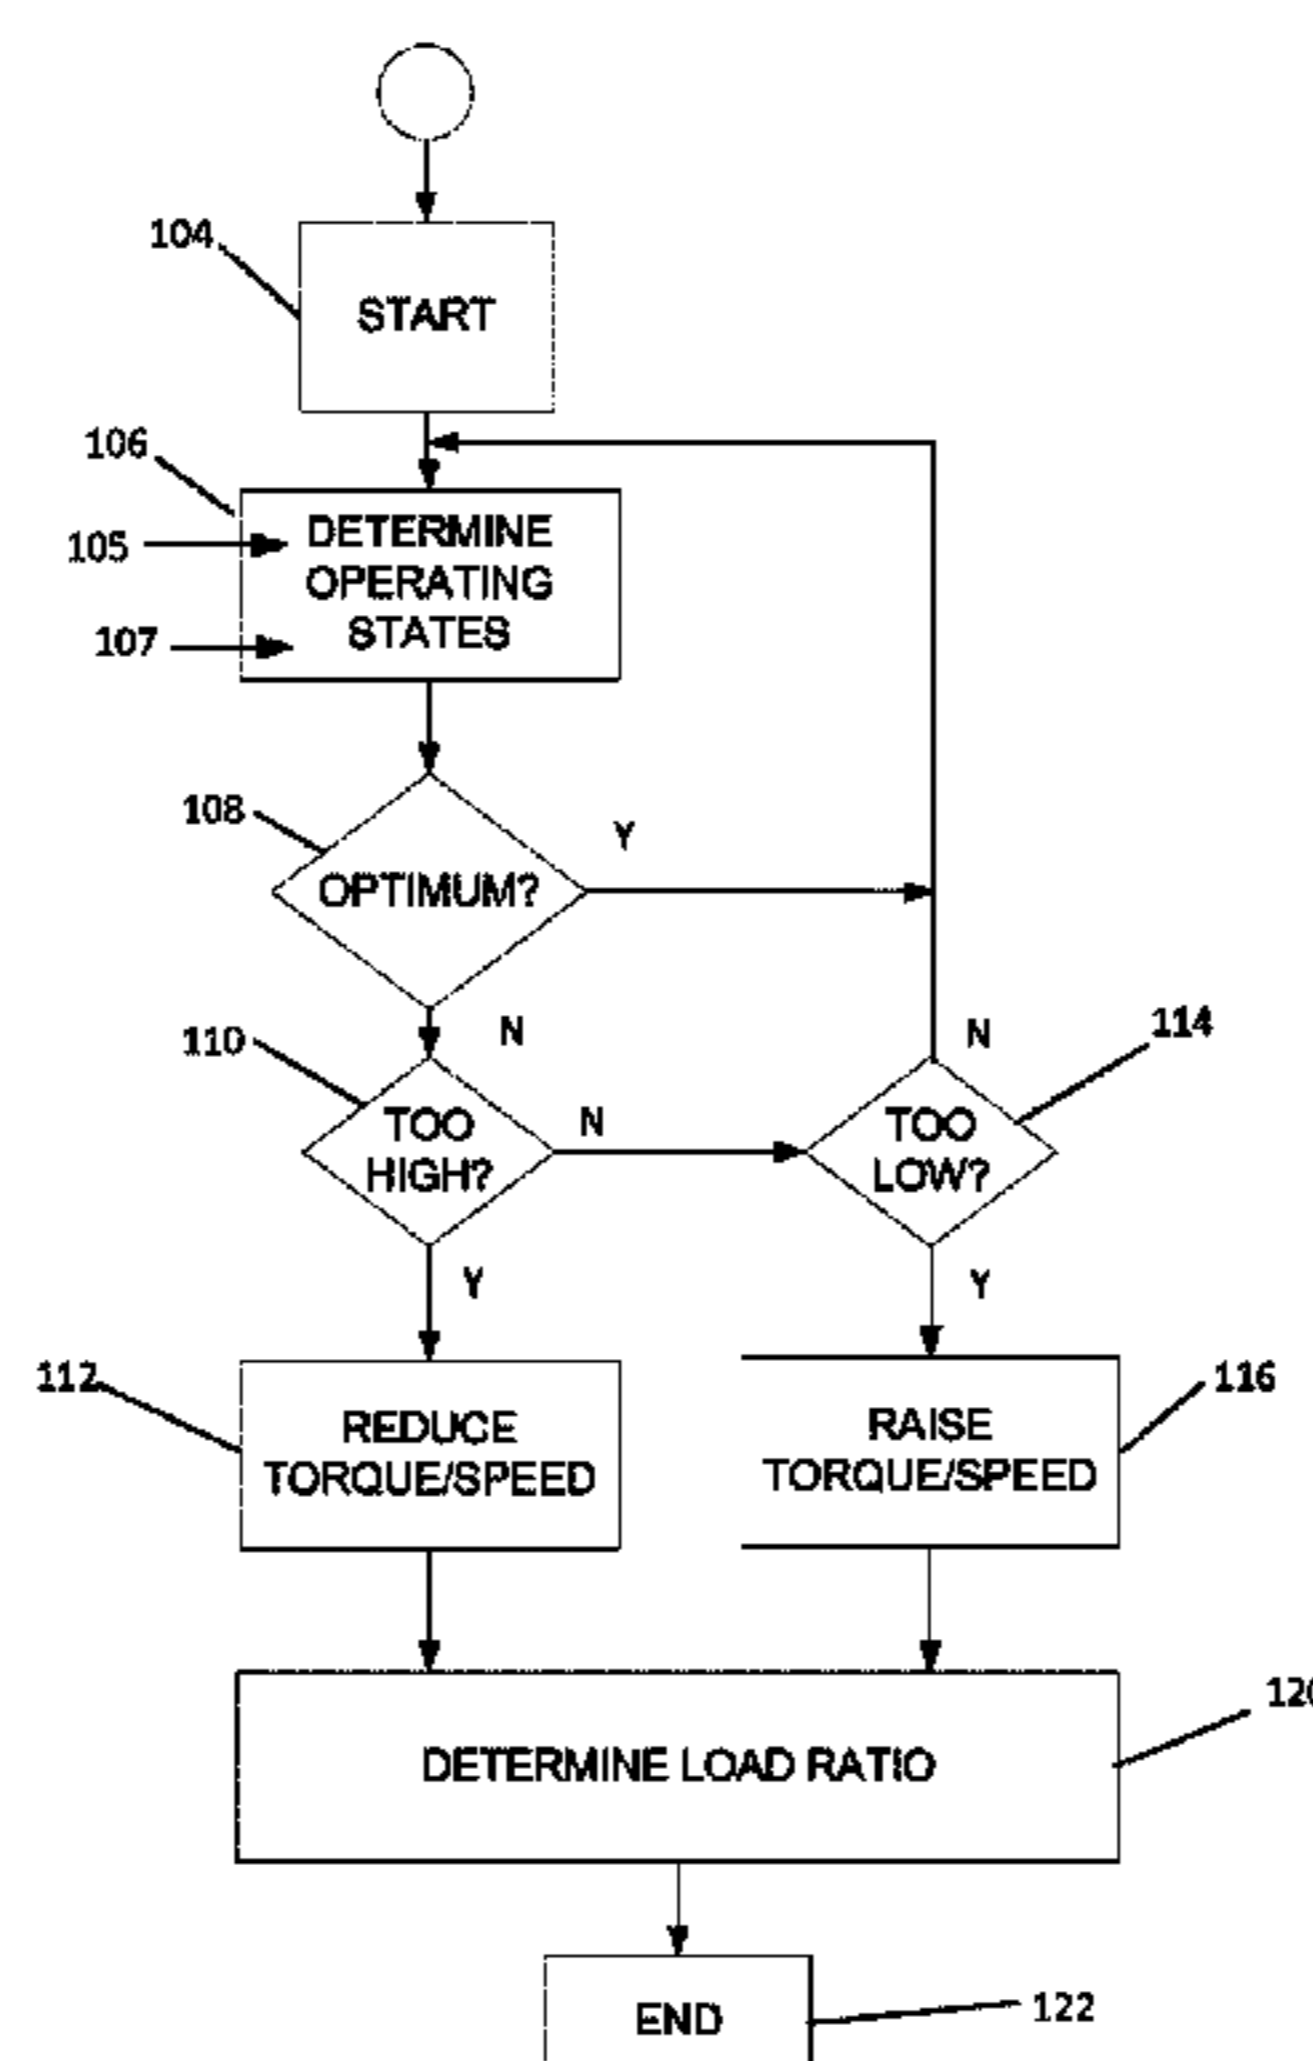 104
START
106
105
DETERMINE
OPERATING
STATES
107
108
Y
OPTIMUM?
N
110
N
114
TOO
HIGH?
N
TOO
LOW?
Y
Y
112
REDUCE
TORQUE/SPEED
RAISE
TORQUE/SPEED
116
120
DETERMINE LOAD RATIO
END
122